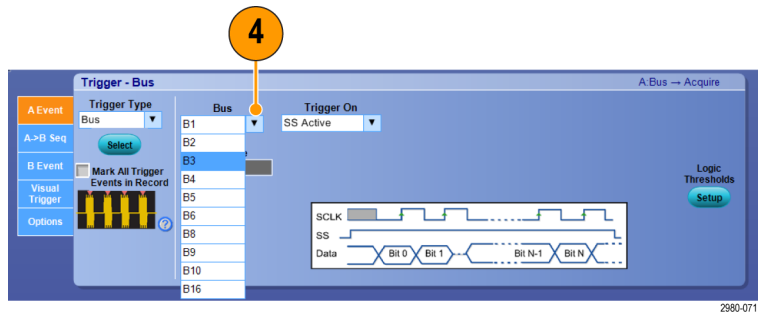 4
Trigger - Bus
A:Bus → Acquire
A Event
A->B Seq
B Event
Visual
Trigger
Options
Trigger Type
Bus
Select
Mark All Trigger
Events in Record
?
Bus
B1
B2
B3
B4
B5
B6
B8
B9
B10
B16
Trigger On
SS Active
SCLK
SS
Data
Bit 0
Bit 1
Bit N-1
Bit N
Logic
Thresholds
Setup
2980-071